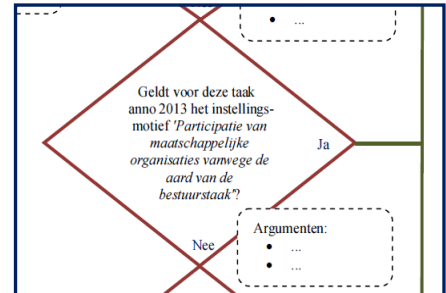 • ...
Geldt voor deze taak
anno 2013 het instellings-
motief 'Participatie van
maatschappelijke
organisaties vanwege de
aard van de
bestuurstaak'?
Ja
Nee
Argumenten:
• ...
• ...